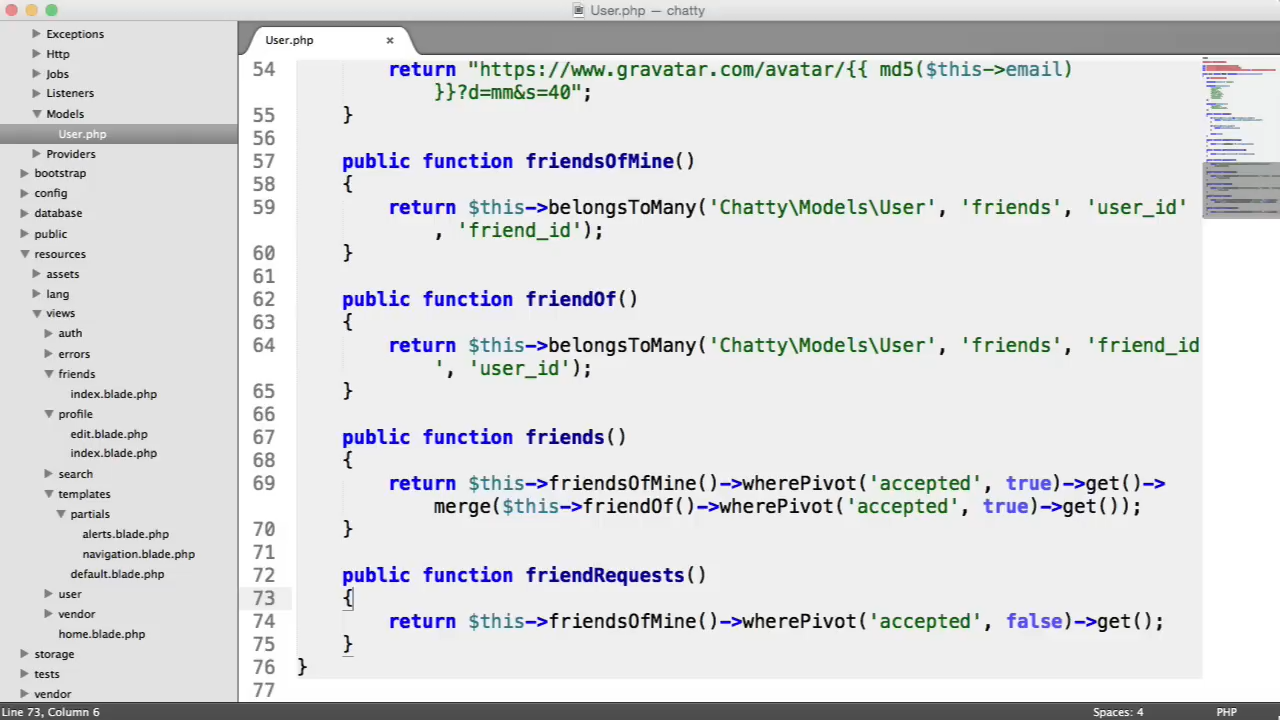 User.php — chatty
Exceptions
Http
Jobs
Listeners
Models
User.php
Providers
bootstrap
config
database
public
resources
assets
lang
views
auth
errors
friends
index.blade.php
profile
edit.blade.php
index.blade.php
search
templates
partials
alerts.blade.php
navigation.blade.php
default.blade.php
user
vendor
home.blade.php
storage
tests
vendor
User.php ×
54 return "https://www.gravatar.com/avatar/{{ md5($this->email)
}}?d=mm&s=40";
55 }
56
57 public function friendsOfMine()
58 {
59 return $this->belongsToMany('Chatty\Models\User', 'friends', 'user_id'
, 'friend_id');
60 }
61
62 public function friendOf()
63 {
64 return $this->belongsToMany('Chatty\Models\User', 'friends', 'friend_id
', 'user_id');
65 }
66
67 public function friends()
68 {
69 return $this->friendsOfMine()->wherePivot('accepted', true)->get()->
merge($this->friendOf()->wherePivot('accepted', true)->get());
70 }
71
72 public function friendRequests()
73 {
74 return $this->friendsOfMine()->wherePivot('accepted', false)->get();
75 }
76 }
77
Line 73, Column 6
Spaces: 4
PHP